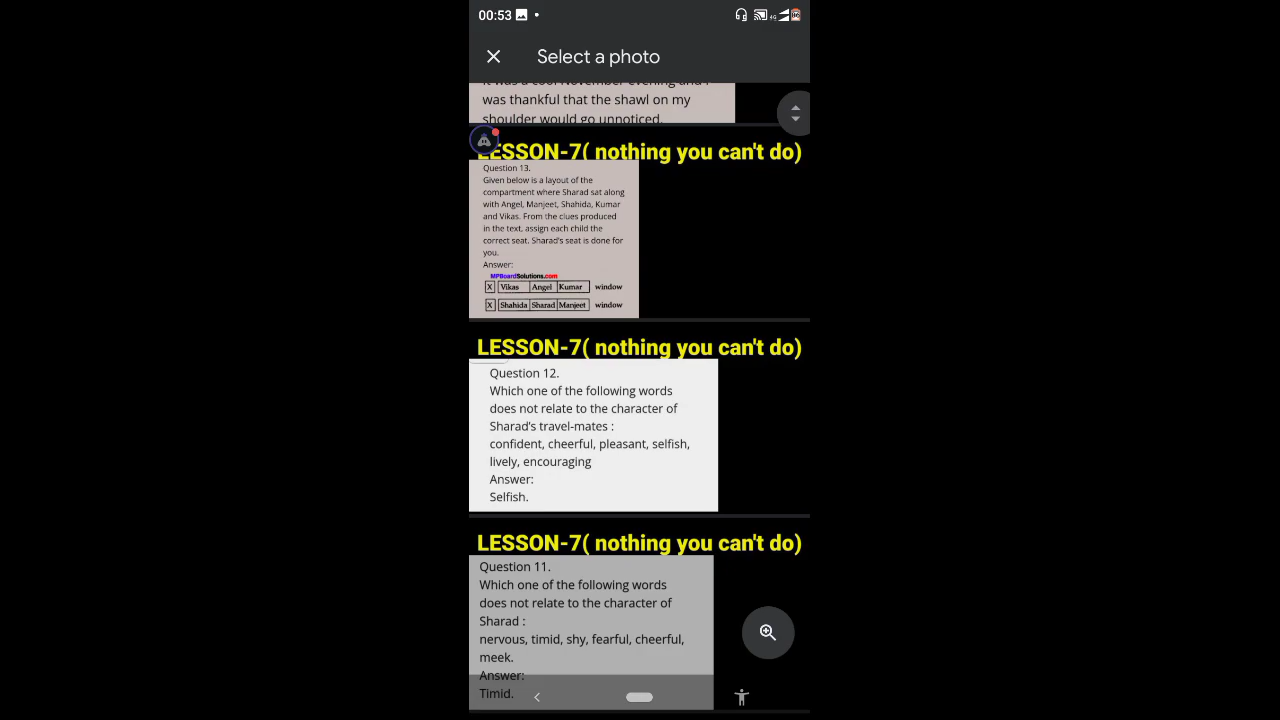 00:53
4G
Select a photo
It was a cool November evening and I
was thankful that the shawl on my
shoulder would go unnoticed.
LESSON-7( nothing you can't do)
Question 13.
Given below is a layout of the
compartment where Sharad sat along
with Angel, Manjeet, Shahida, Kumar
and Vikas. From the clues produced
in the text, assign each child the
correct seat. Sharad's seat is done for
you.
Answer:
MPBoardSolutions.com
X Vikas Angel Kumar window
X Shahida Sharad Manjeet window
LESSON-7( nothing you can't do)
Question 12.
Which one of the following words
does not relate to the character of
Sharad's travel-mates :
confident, cheerful, pleasant, selfish,
lively, encouraging
Answer:
Selfish.
LESSON-7( nothing you can't do)
Question 11.
Which one of the following words
does not relate to the character of
Sharad :
nervous, timid, shy, fearful, cheerful,
meek.
Answer:
Timid.